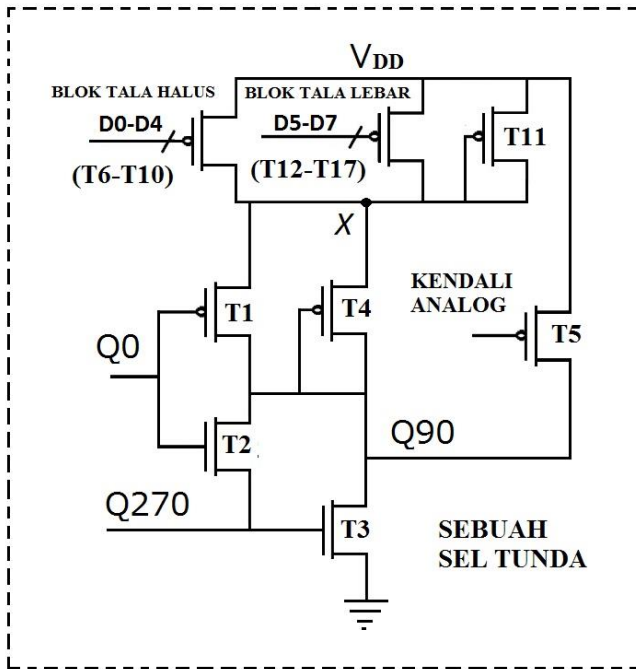 VDD
BLOK TALA HALUS
BLOK TALA LEBAR
D0-D4
D5-D7
T11
(T6-T10)
(T12-T17)
X
KENDALI
ANALOG
T1
T4
T5
Q0
T2
Q90
Q270
T3
SEBUAH
SEL TUNDA